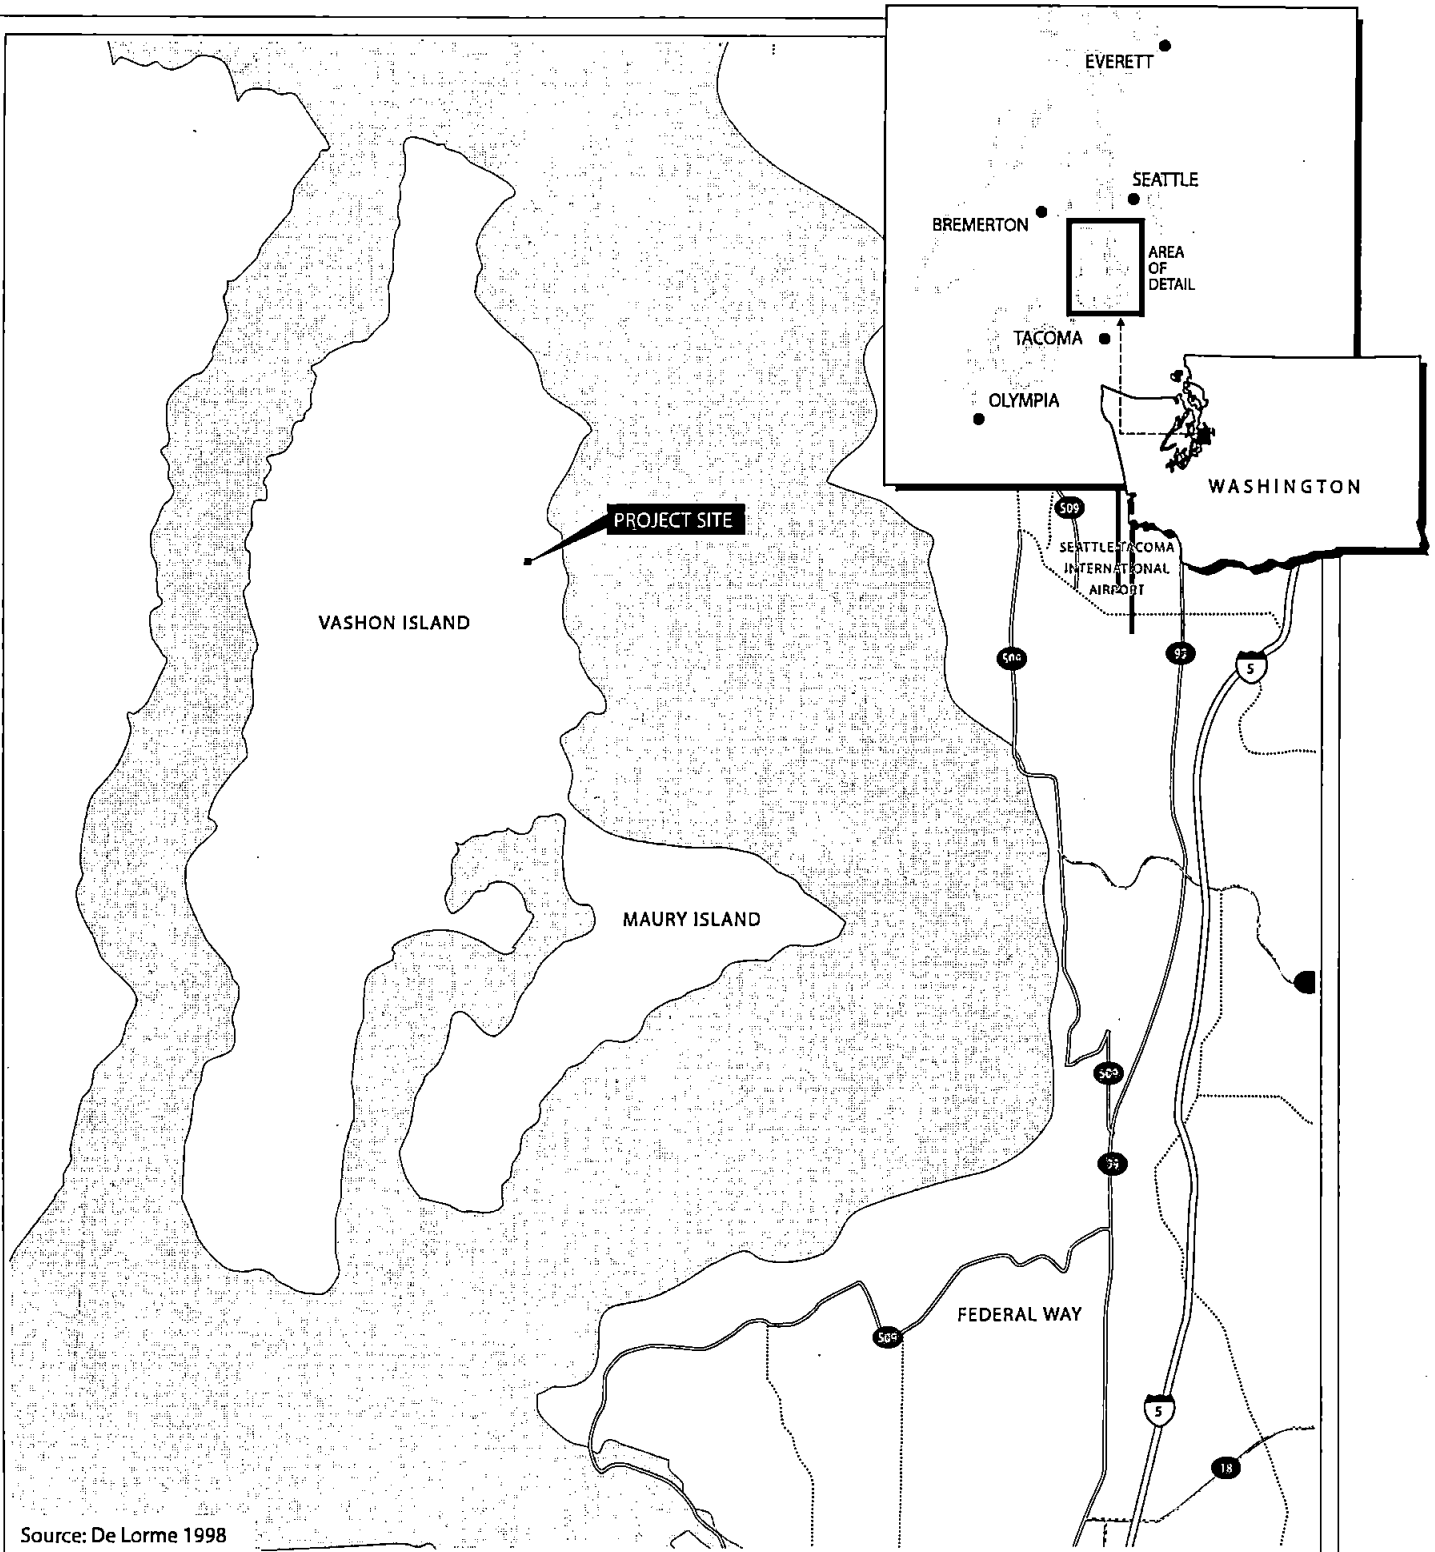 EVERETT
SEATTLE
BREMERTON
AREA
OF
DETAIL
TACOMA
OLYMPIA
WASHINGTON
509
PROJECT SITE
SEATTLE-TACOMA
INTERNATIONAL
AIRPORT
VASHON ISLAND
509
99
5
MAURY ISLAND
509
99
FEDERAL WAY
509
5
18
Source: De Lorme 1998